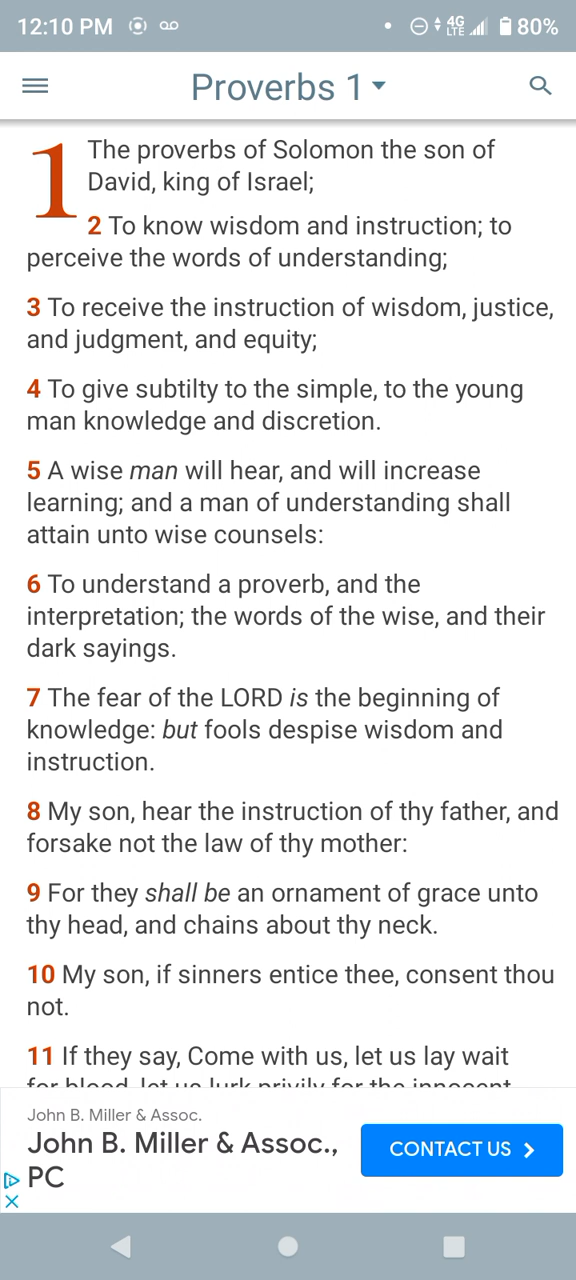 12:10 PM 4G LTE 80%
Proverbs 1
1 The proverbs of Solomon the son of
David, king of Israel;
2 To know wisdom and instruction; to
perceive the words of understanding;
3 To receive the instruction of wisdom, justice,
and judgment, and equity;
4 To give subtilty to the simple, to the young
man knowledge and discretion.
5 A wise man will hear, and will increase
learning; and a man of understanding shall
attain unto wise counsels:
6 To understand a proverb, and the
interpretation; the words of the wise, and their
dark sayings.
7 The fear of the LORD is the beginning of
knowledge: but fools despise wisdom and
instruction.
8 My son, hear the instruction of thy father, and
forsake not the law of thy mother:
9 For they shall be an ornament of grace unto
thy head, and chains about thy neck.
10 My son, if sinners entice thee, consent thou
not.
11 If they say, Come with us, let us lay wait
for blood, let us lurk privily for the innocent
John B. Miller & Assoc.
John B. Miller & Assoc.,
PC
CONTACT US